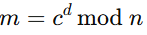 m = c^d mod n